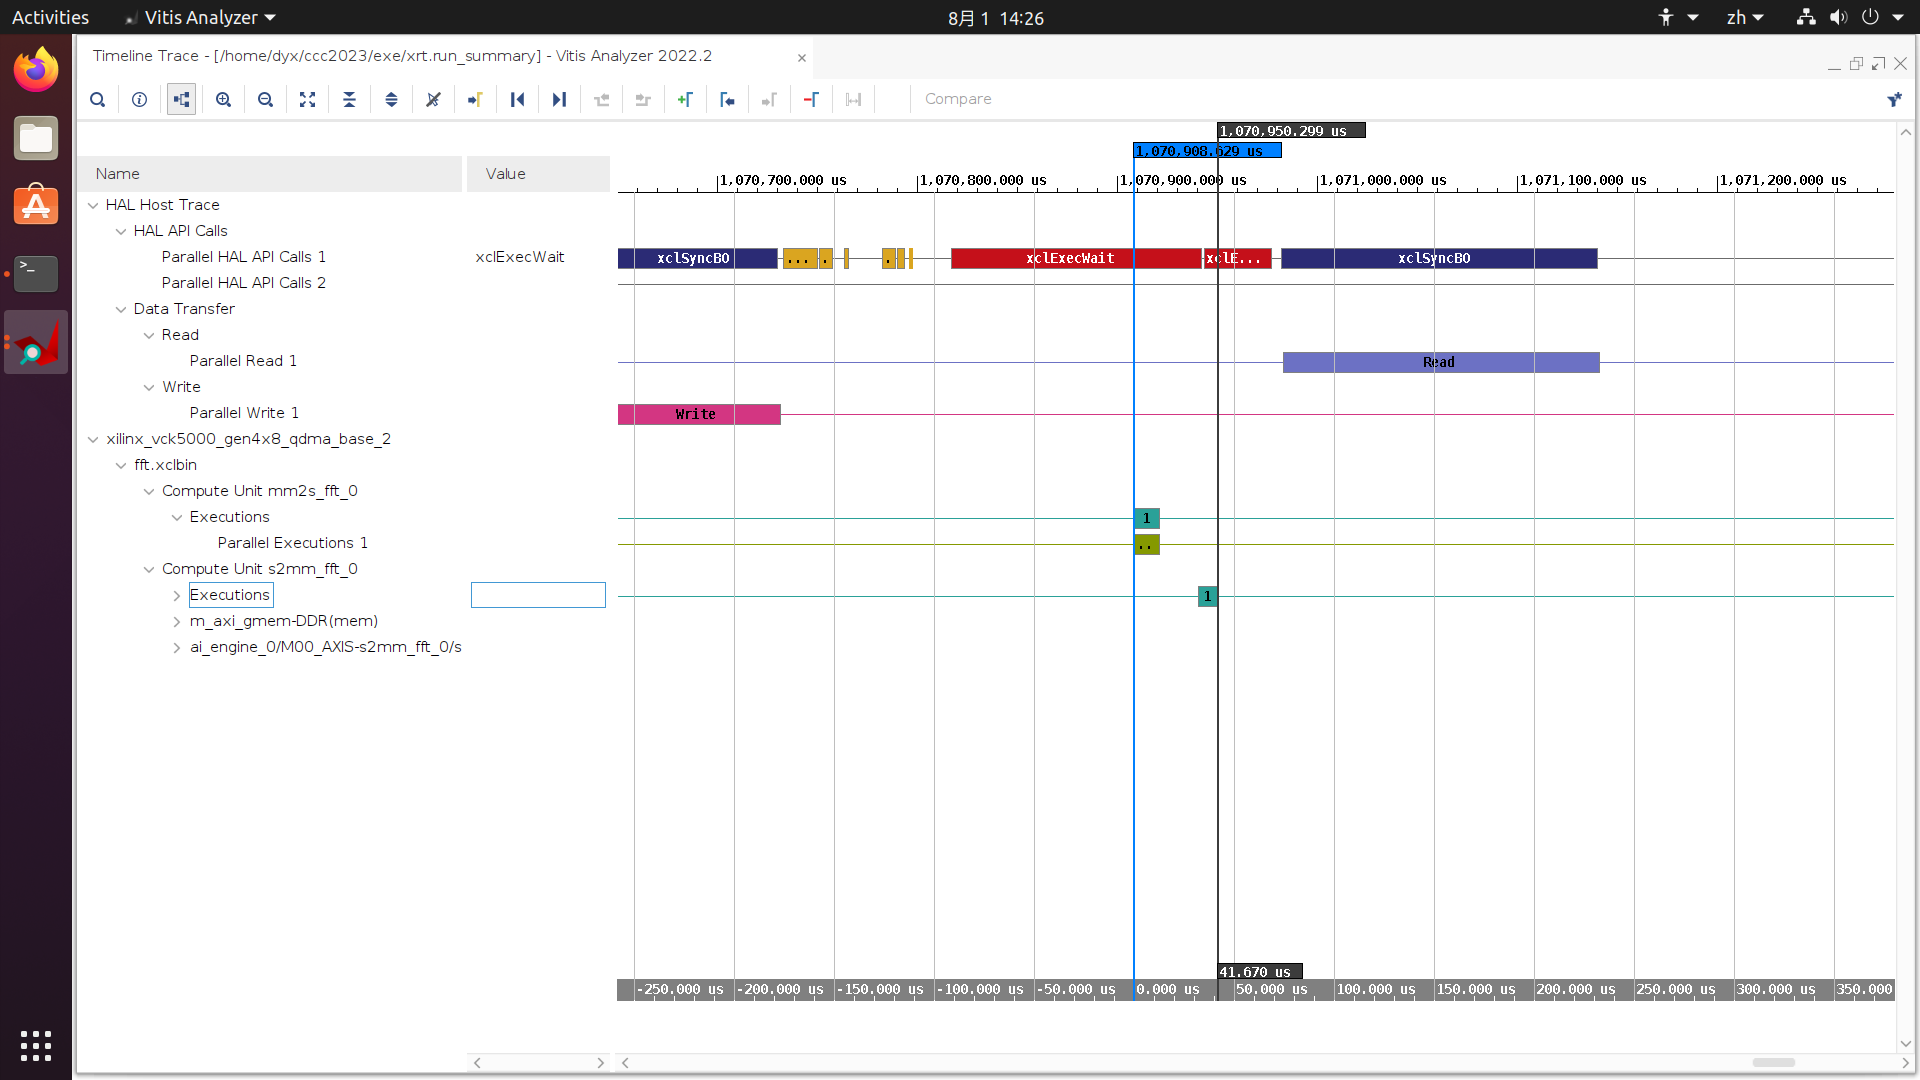 Activities
Vitis Analyzer
8月 1 14:26
zh
Timeline Trace - [/home/dyx/ccc2023/exe/xrt.run_summary] - Vitis Analyzer 2022.2
Compare
1,070,950.299 us
1,070,908.629 us
Name Value
1,070,700.000 us 1,070,800.000 us 1,070,900.000 us 1,071,000.000 us 1,071,100.000 us 1,071,200.000 us
HAL Host Trace
HAL API Calls
Parallel HAL API Calls 1 xclExecWait xclSyncBO ... . . xclExecWait xclE... xclSyncBO
Parallel HAL API Calls 2
Data Transfer
Read
Parallel Read 1 Read
Write
Parallel Write 1 Write
xilinx_vck5000_gen4x8_qdma_base_2
fft.xclbin
Compute Unit mm2s_fft_0
Executions 1
Parallel Executions 1 ..
Compute Unit s2mm_fft_0
Executions 1
m_axi_gmem-DDR(mem)
ai_engine_0/M00_AXIS-s2mm_fft_0/s
41.670 us
-250.000 us -200.000 us -150.000 us -100.000 us -50.000 us 0.000 us 50.000 us 100.000 us 150.000 us 200.000 us 250.000 us 300.000 us 350.000